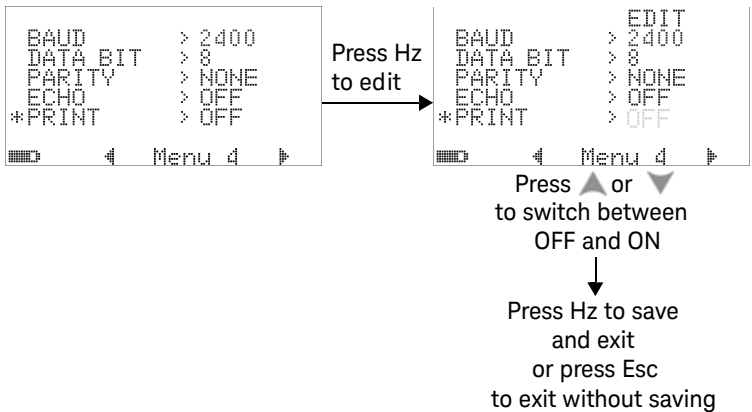 BAUD > 2400
DATA BIT > 8
PARITY > NONE
ECHO > OFF
*PRINT > OFF
Menu 4
Press Hz
to edit
EDIT
BAUD > 2400
DATA BIT > 8
PARITY > NONE
ECHO > OFF
*PRINT > OFF
Menu 4
Press or
to switch between
OFF and ON
Press Hz to save
and exit
or press Esc
to exit without saving